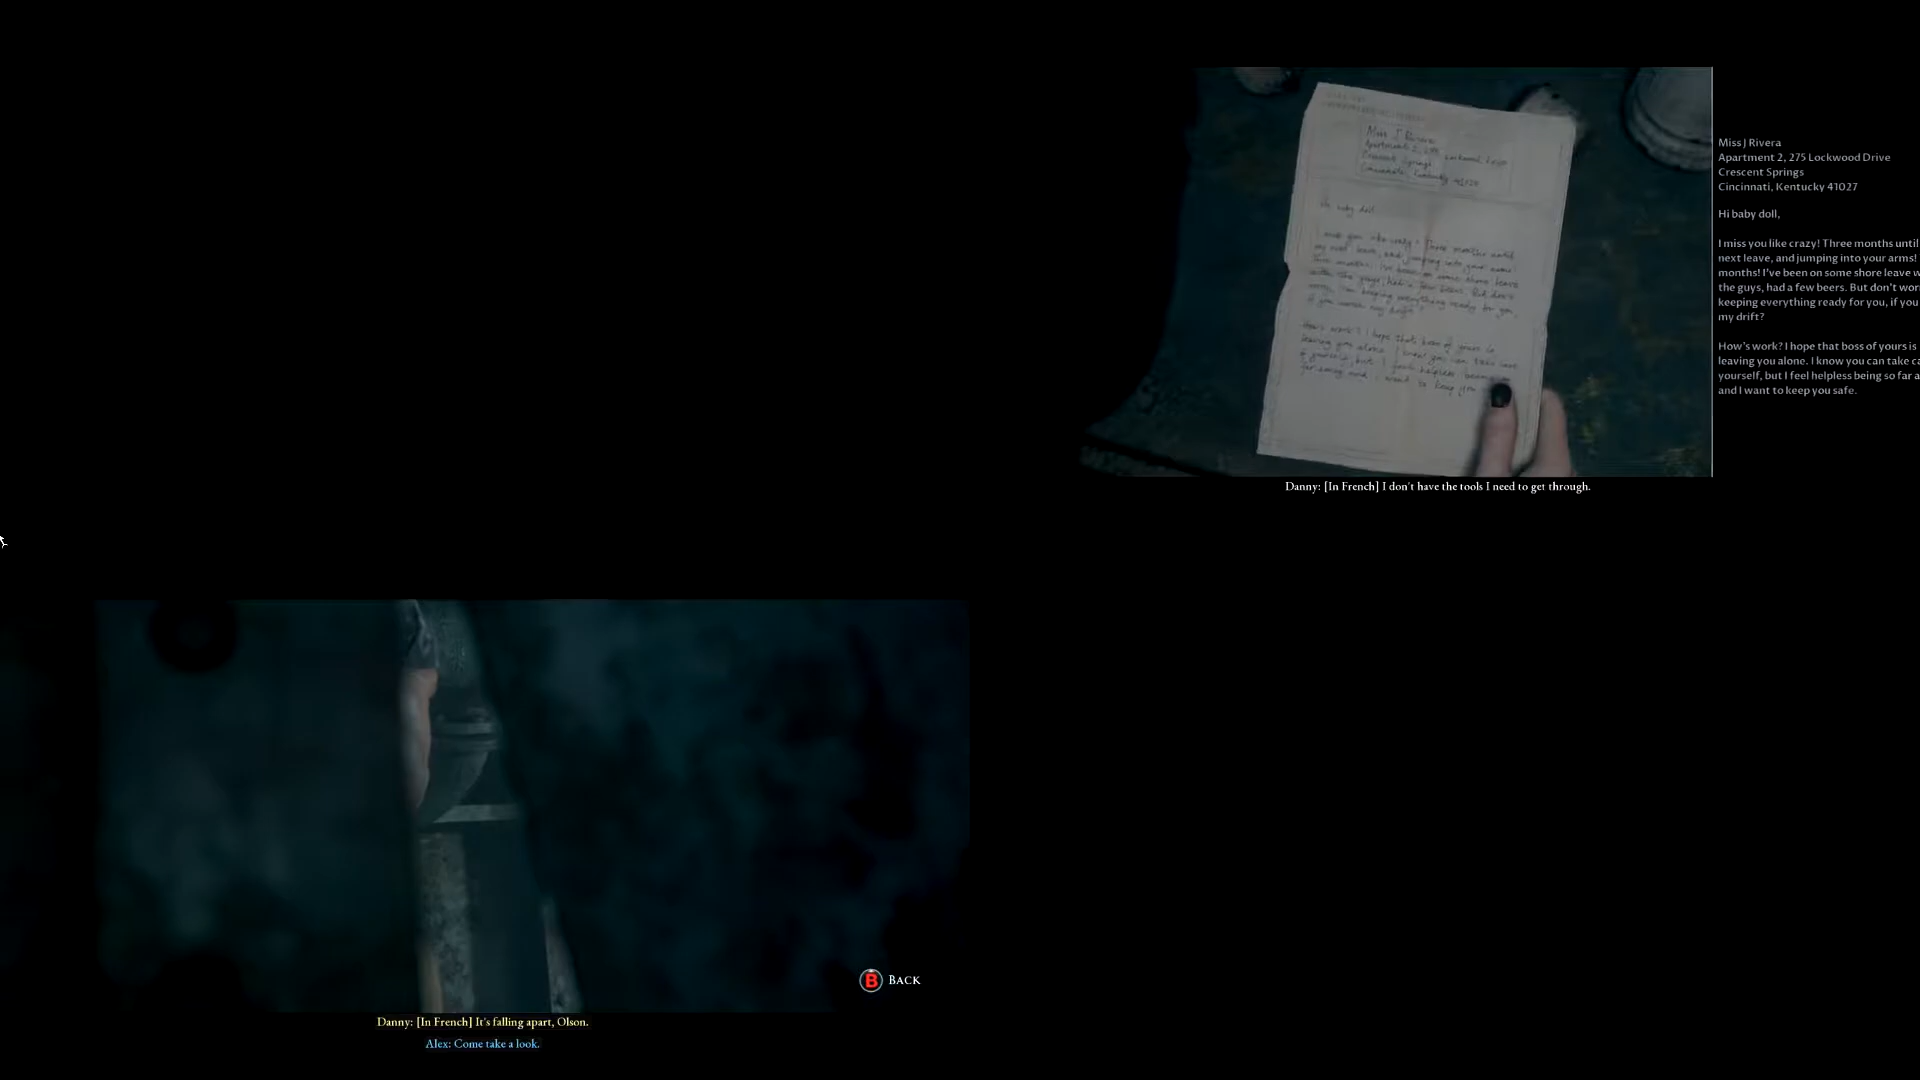 Miss J Rivera
Apartment 2, 275 Lockwood Drive
Crescent Springs
Cincinnati, Kentucky 41027
Hi baby doll,
I miss you like crazy! Three months until
next leave, and jumping into your arms!
months! I've been on some shore leave
the guys, had a few beers. But don't
keeping everything ready for you, if you
my drift?
How's work? I hope that boss of yours is
leaving you alone. I know you can take
yourself, but I feel helpless being so far
and I want to keep you safe.
Danny: [In French] I don't have the tools I need to get through.
B BACK
Danny: [In French] It's falling apart, Olson.
Alex: Come take a look.